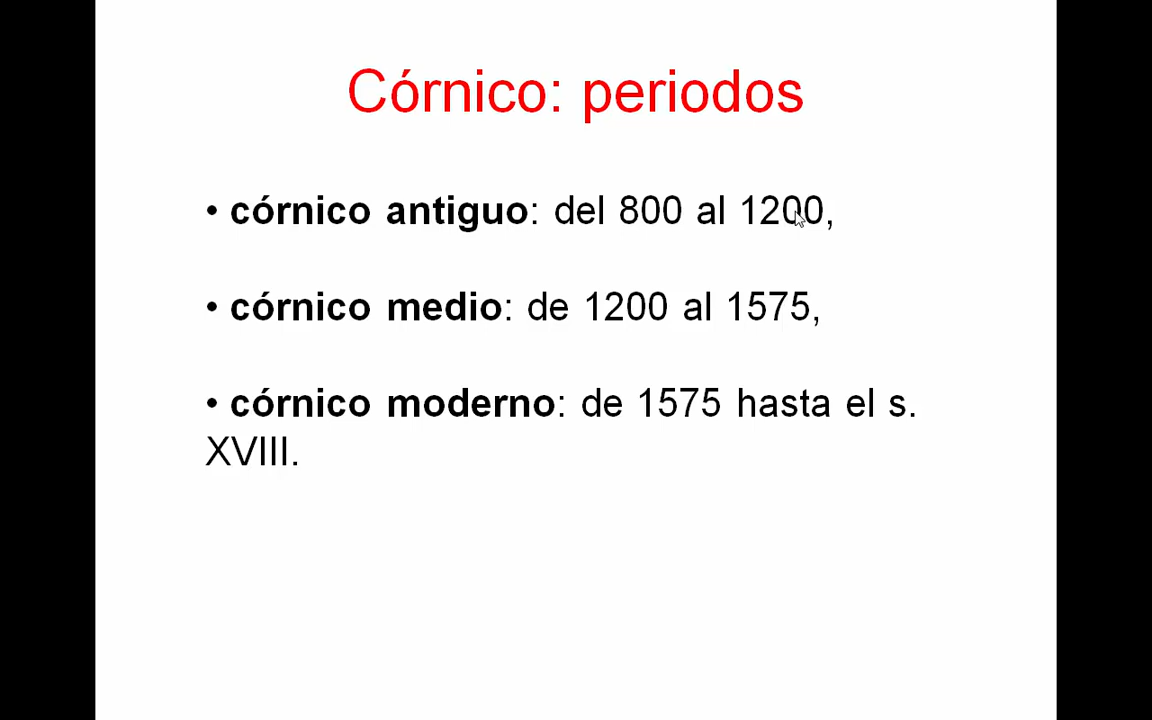 Córnico: periodos
• córnico antiguo: del 800 al 1200,
• córnico medio: de 1200 al 1575,
• córnico moderno: de 1575 hasta el s.
XVIII.